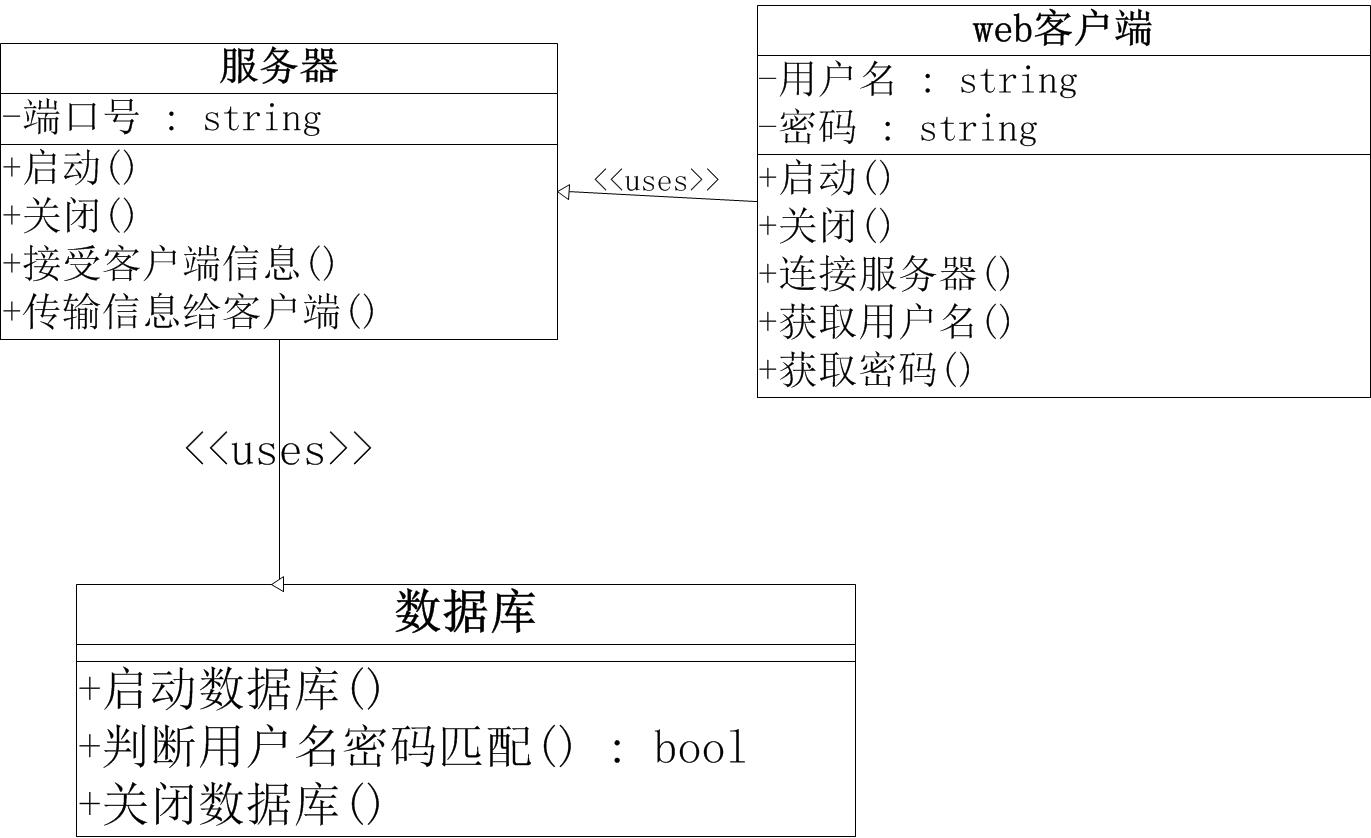 服务器
-端口号 : string
+启动()
+关闭()
+接受客户端信息()
+传输信息给客户端()
<<uses>>
web客户端
-用户名 : string
-密码 : string
+启动()
+关闭()
+连接服务器()
+获取用户名()
+获取密码()
<<uses>>
数据库
+启动数据库()
+判断用户名密码匹配() : bool
+关闭数据库()